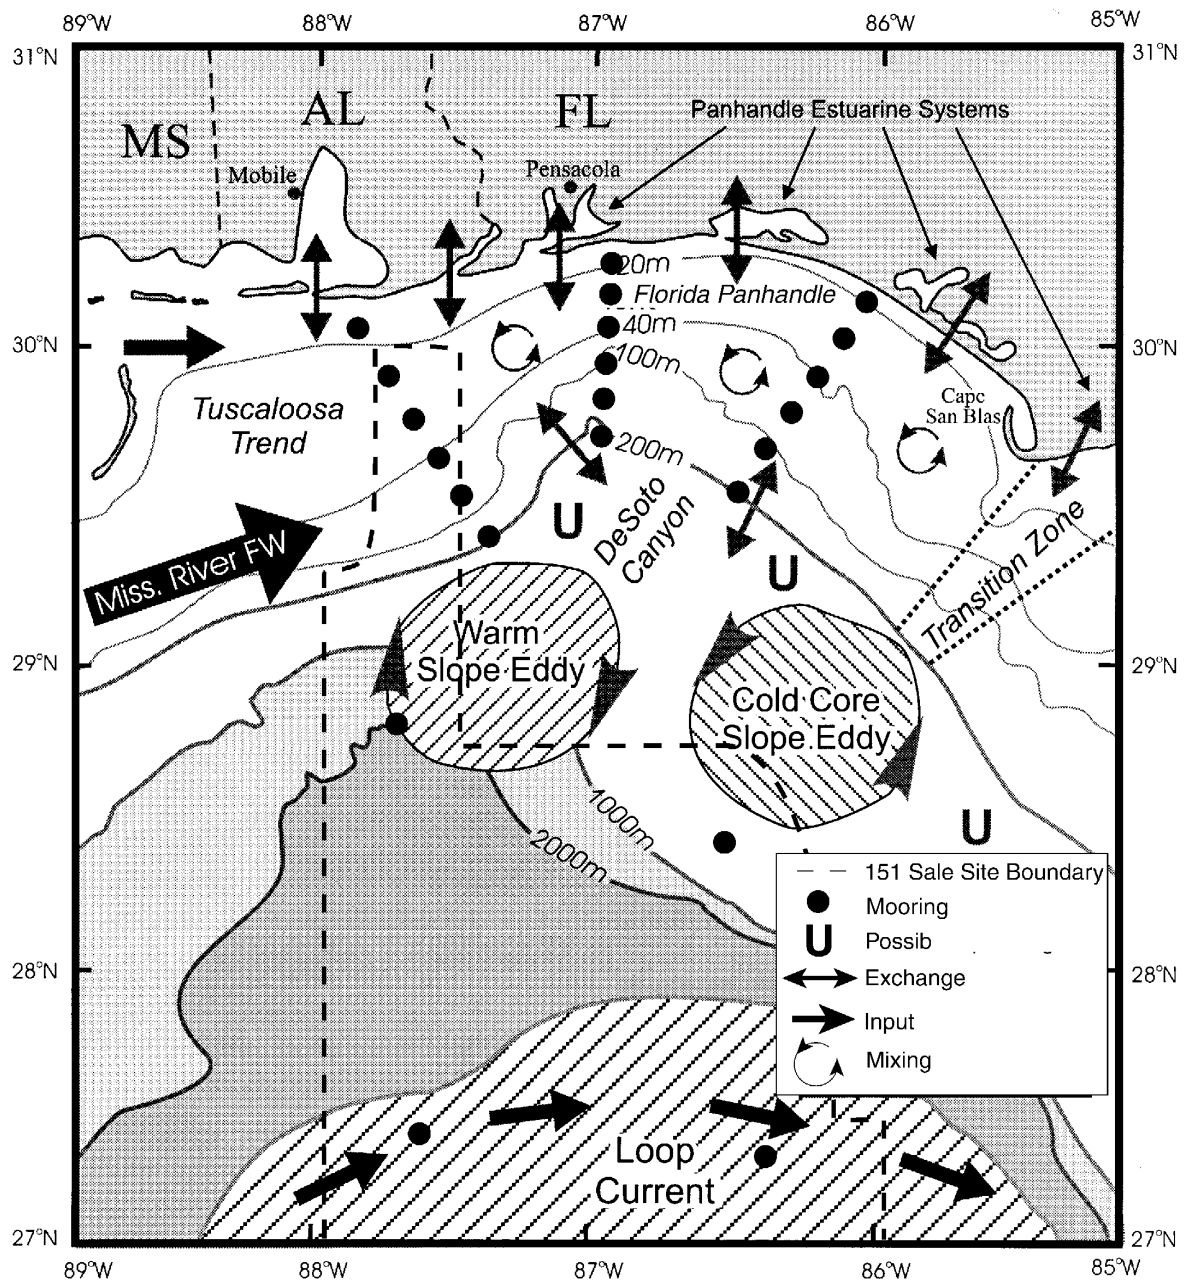 89°W
88°W
87°W
86°W
85°W
31°N
31°N
AL
FL
Panhandle Estuarine Systems
MS
Mobile
Pensacola
20m
Florida Panhandle
40m
30°N
30°N
100m
Tuscaloosa
Trend
Cape
San Blas
200m
DeSoto
Canyon
U
U
Miss. River FW
Transition Zone
29°N
29°N
Warm
Slope Eddy
Cold Core
Slope Eddy
1000m
2000m
U
151 Sale Site Boundary
Mooring
U
Possib
28°N
28°N
Exchange
Input
Mixing
Loop
Current
27°N
27°N
89°W
88°W
87°W
86°W
85°W